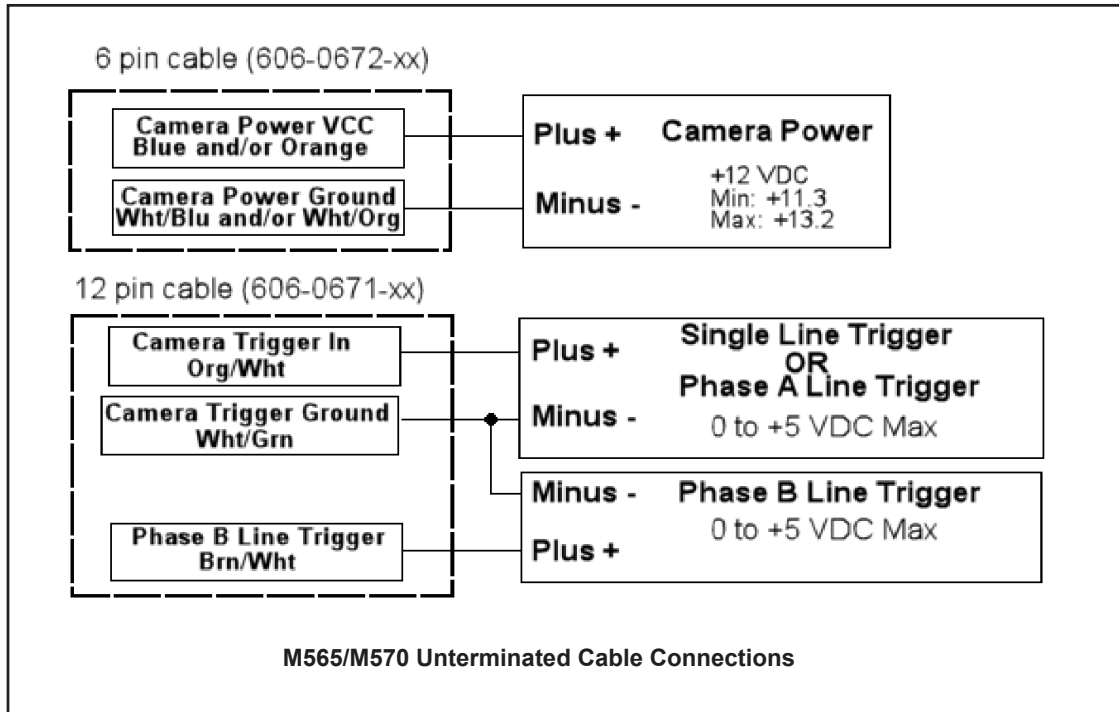 6 pin cable (606-0672-xx)
Camera Power VCC
Blue and/or Orange
Camera Power Ground
Wht/Blu and/or Wht/Org
Plus +
Camera Power
+12 VDC
Min: +11.3
Max: +13.2
Minus -
12 pin cable (606-0671-xx)
Camera Trigger In
Org/Wht
Camera Trigger Ground
Wht/Grn
Phase B Line Trigger
Brn/Wht
Plus +
Single Line Trigger
OR
Phase A Line Trigger
Minus -
0 to +5 VDC Max
Minus -
Phase B Line Trigger
0 to +5 VDC Max
Plus +
M565/M570 Unterminated Cable Connections